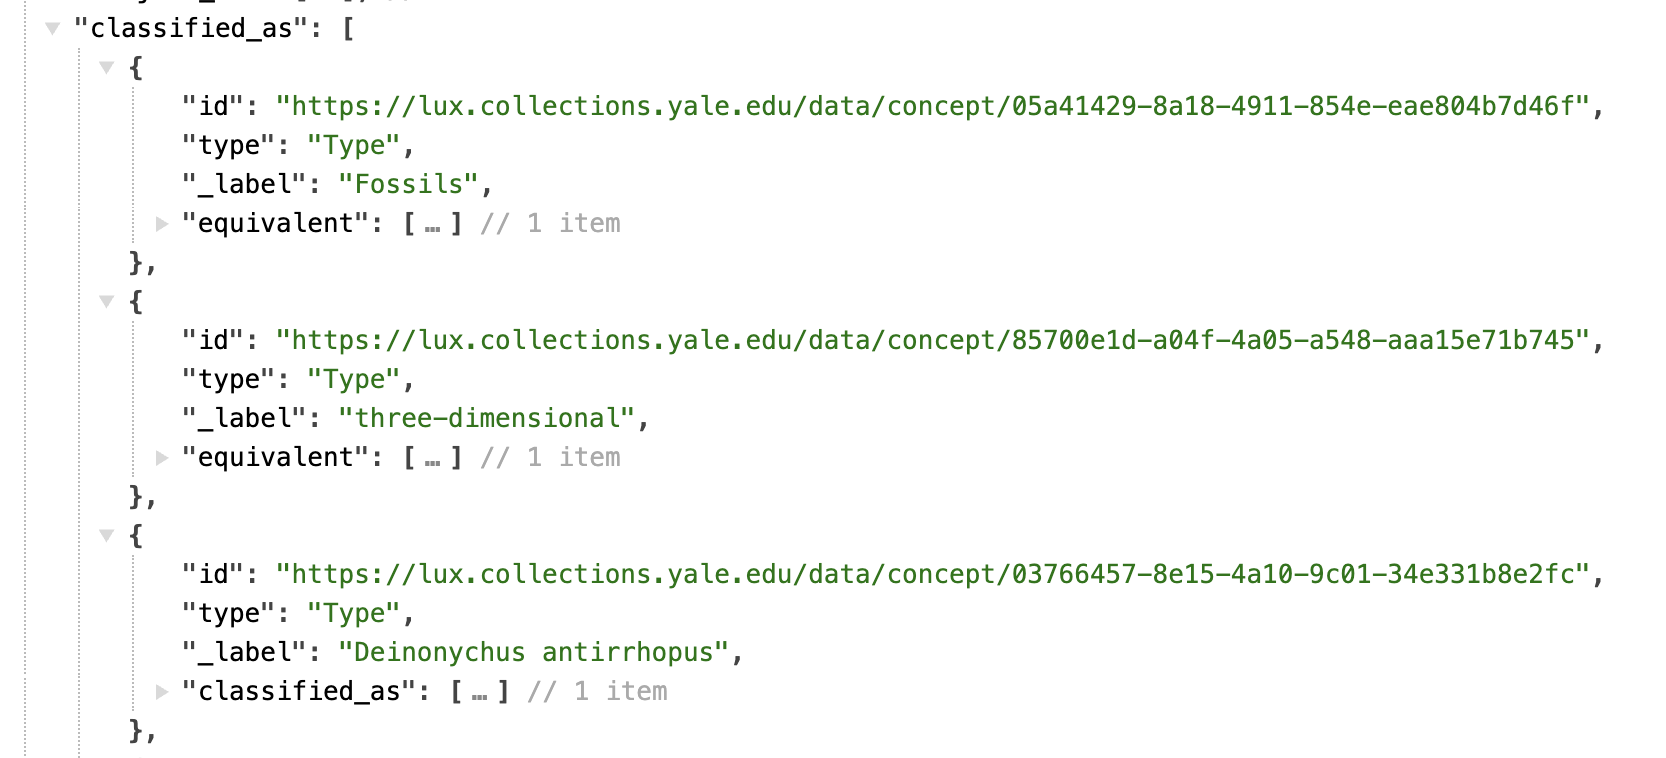 "classified_as": [
{
"id": "https://lux.collections.yale.edu/data/concept/05a41429-8a18-4911-854e-eae804b7d46f",
"type": "Type",
"_label": "Fossils",
"equivalent": [ … ] // 1 item
},
{
"id": "https://lux.collections.yale.edu/data/concept/85700e1d-a04f-4a05-a548-aaa15e71b745",
"type": "Type",
"_label": "three-dimensional",
"equivalent": [ … ] // 1 item
},
{
"id": "https://lux.collections.yale.edu/data/concept/03766457-8e15-4a10-9c01-34e331b8e2fc",
"type": "Type",
"_label": "Deinonychus antirrhopus",
"classified_as": [ … ] // 1 item
},